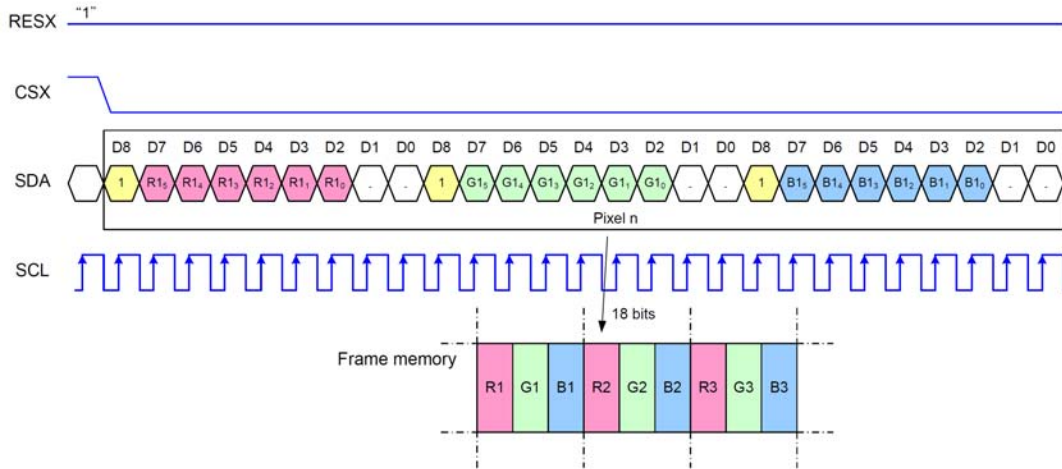 RESX “1”
CSX
D8 D7 D6 D5 D4 D3 D2 D1 D0 D8 D7 D6 D5 D4 D3 D2 D1 D0 D8 D7 D6 D5 D4 D3 D2 D1 D0
SDA 1 R1₅ R1₄ R1₃ R1₂ R1₁ R1₀ - - 1 G1₅ G1₄ G1₃ G1₂ G1₁ G1₀ - - 1 B1₅ B1₄ B1₃ B1₂ B1₁ B1₀ - -
Pixel n
SCL
18 bits
Frame memory
R1 G1 B1 R2 G2 B2 R3 G3 B3